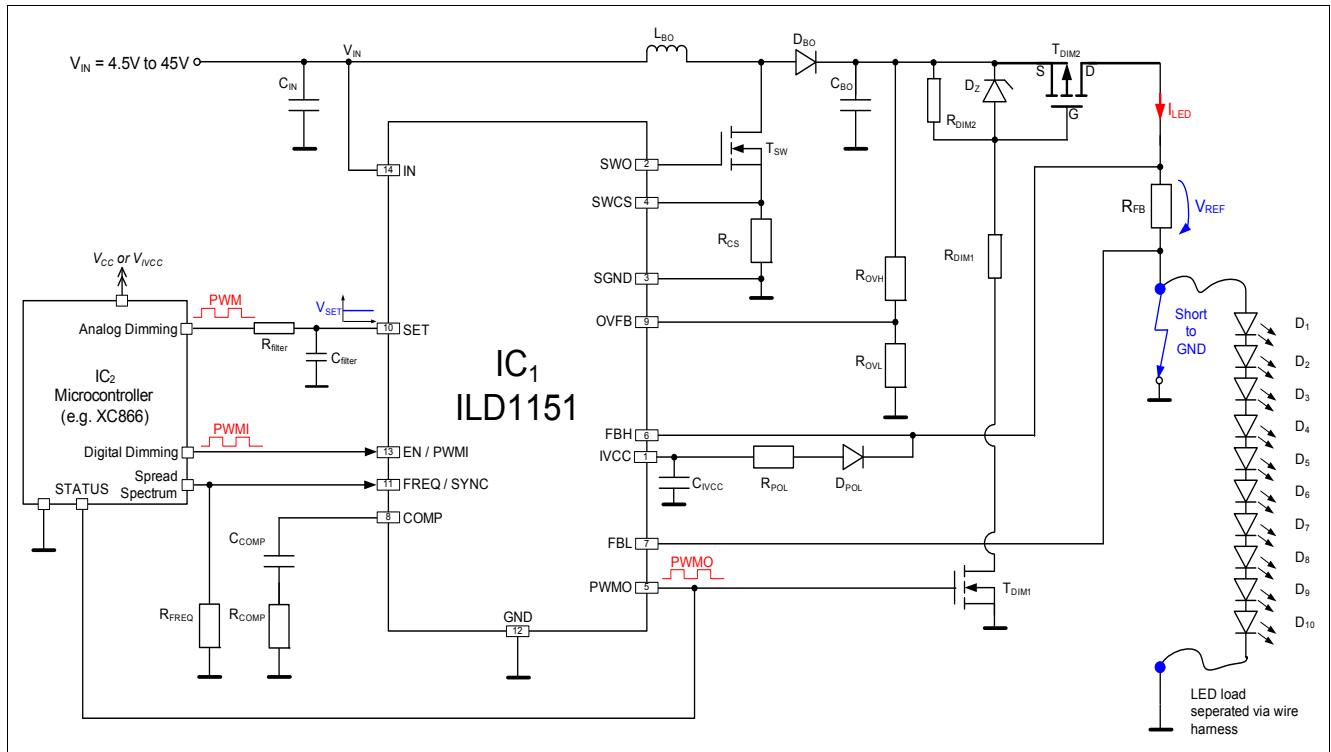 V_IN = 4.5V to 45V
V_IN
C_IN
L_BO
D_BO
C_BO
R_DIM2
D_Z
T_DIM2
S
D
G
I_LED
T_SW
R_CS
R_OVH
R_OVL
R_DIM1
R_FB
V_REF
Short
to
GND
IC_1
ILD1151
14
IN
10
SET
13
EN / PWMI
11
FREQ / SYNC
8
COMP
GND
12
SWO
2
SWCS
4
SGND
3
OVFB
9
FBH
6
IVCC
1
FBL
7
PWMO
5
PWMO
C_IVCC
R_POL
D_POL
T_DIM1
V_CC or V_IVCC
Analog Dimming
PWM
R_filter
C_filter
V_SET
IC_2
Microcontroller
(e.g. XC866)
Digital Dimming
PWMI
Spread
Spectrum
STATUS
C_COMP
R_FREQ
R_COMP
D_1
D_2
D_3
D_4
D_5
D_6
D_7
D_8
D_9
D_10
LED load
seperated via wire
harness